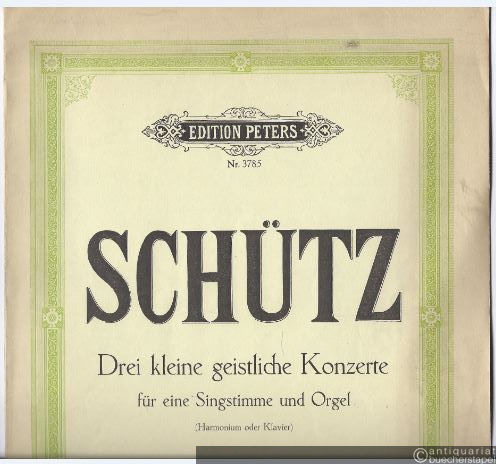 EDITION PETERS
Nr. 3785
SCHÜTZ
Drei kleine geistliche Konzerte
für eine Singstimme und Orgel
(Harmonium oder Klavier)
antiquariat
buecherstapel